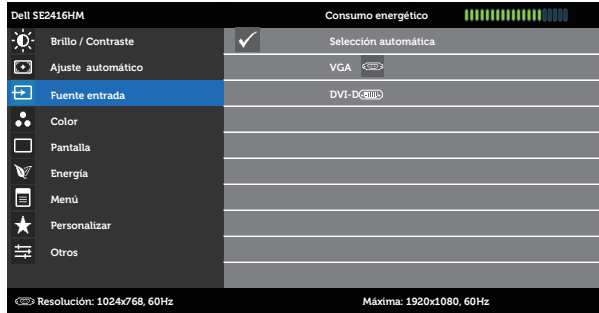 Dell SE2416HM Consumo energético
Brillo / Contraste Selección automática
Ajuste automático VGA
Fuente entrada DVI-D
Color
Pantalla
Energía
Menú
Personalizar
Otros
Resolución: 1024x768, 60Hz Máxima: 1920x1080, 60Hz